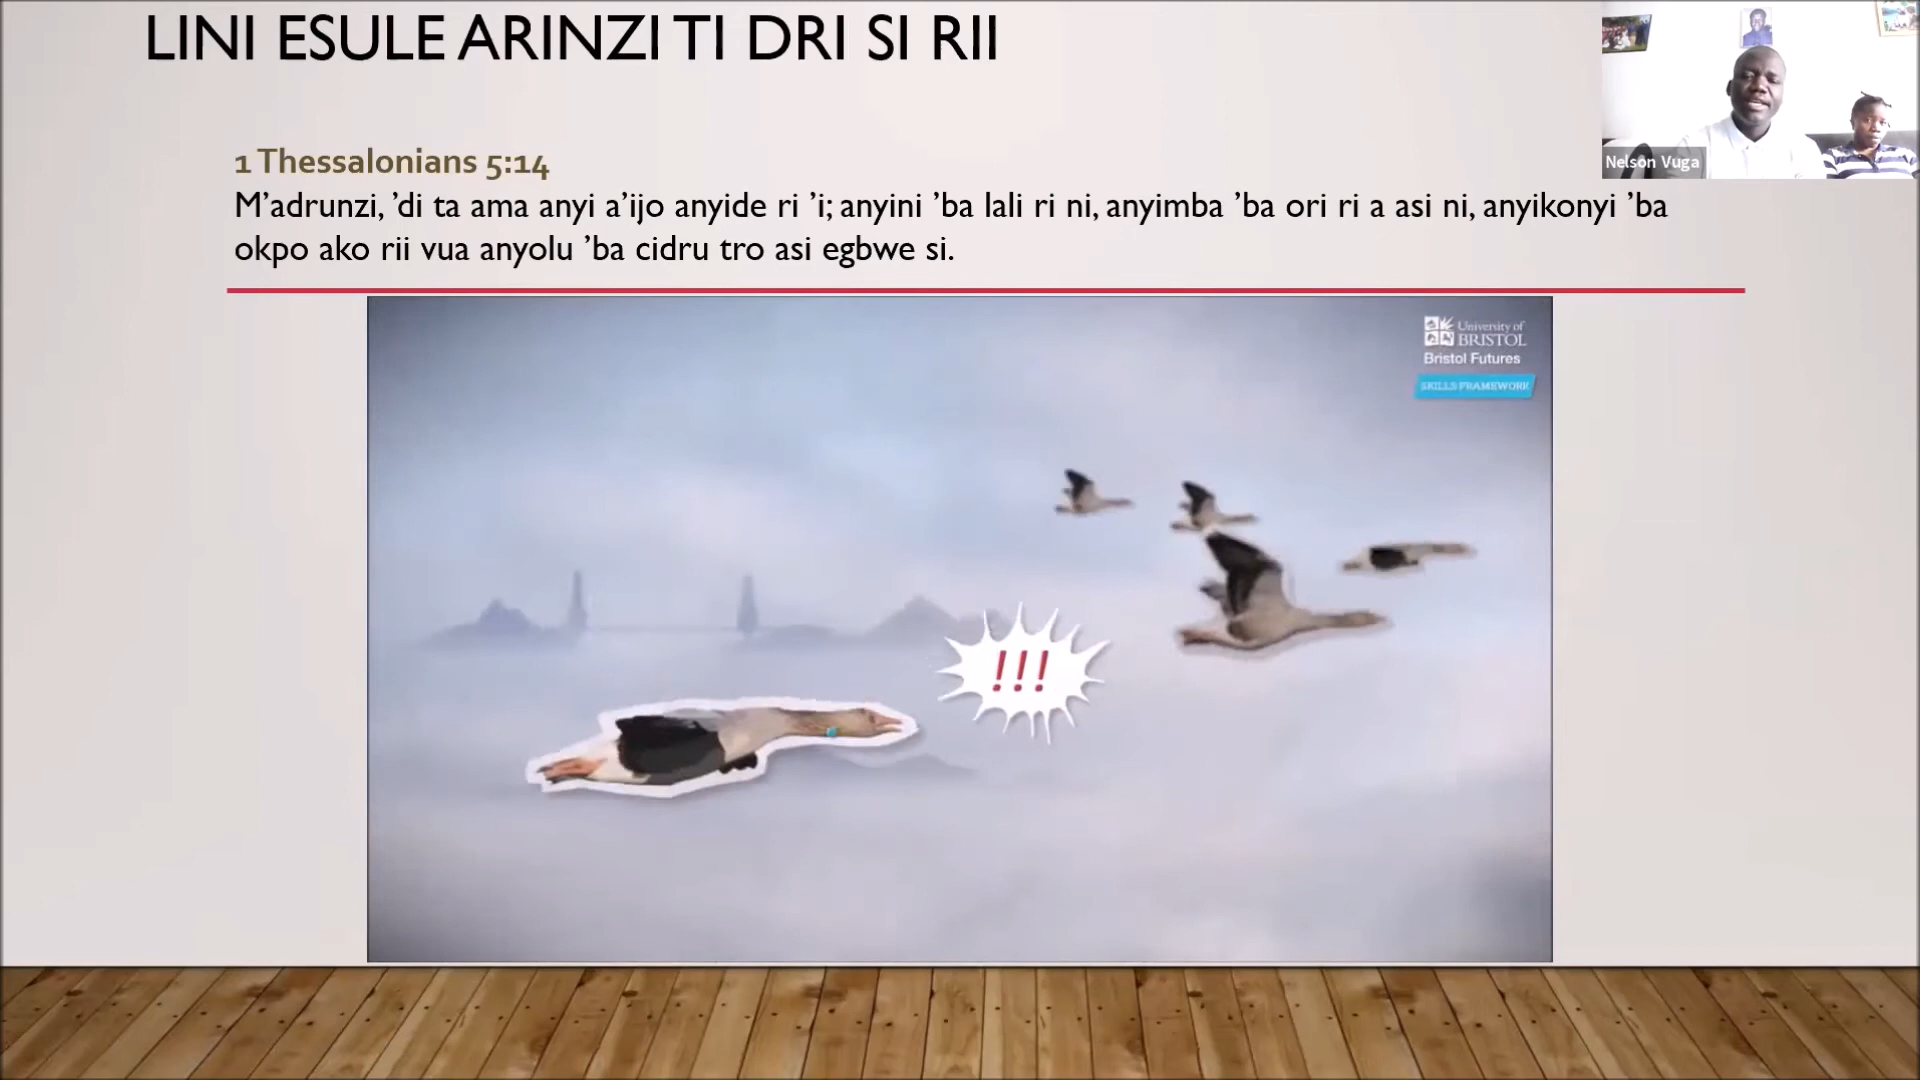 LINI ESULE ARINZI TI DRI SI RII
Nelson Vuga
1 Thessalonians 5:14
M’adrunzi, ’di ta ama anyi a’ijo anyide ri ’i; anyini ’ba lali ri ni, anyimba ’ba ori ri a asi ni, anyikonyi ’ba
okpo ako rii vua anyolu ’ba cidru tro asi egbwe si.
University of
BRISTOL
Bristol Futures
SKILLS FRAMEWORK
!!!